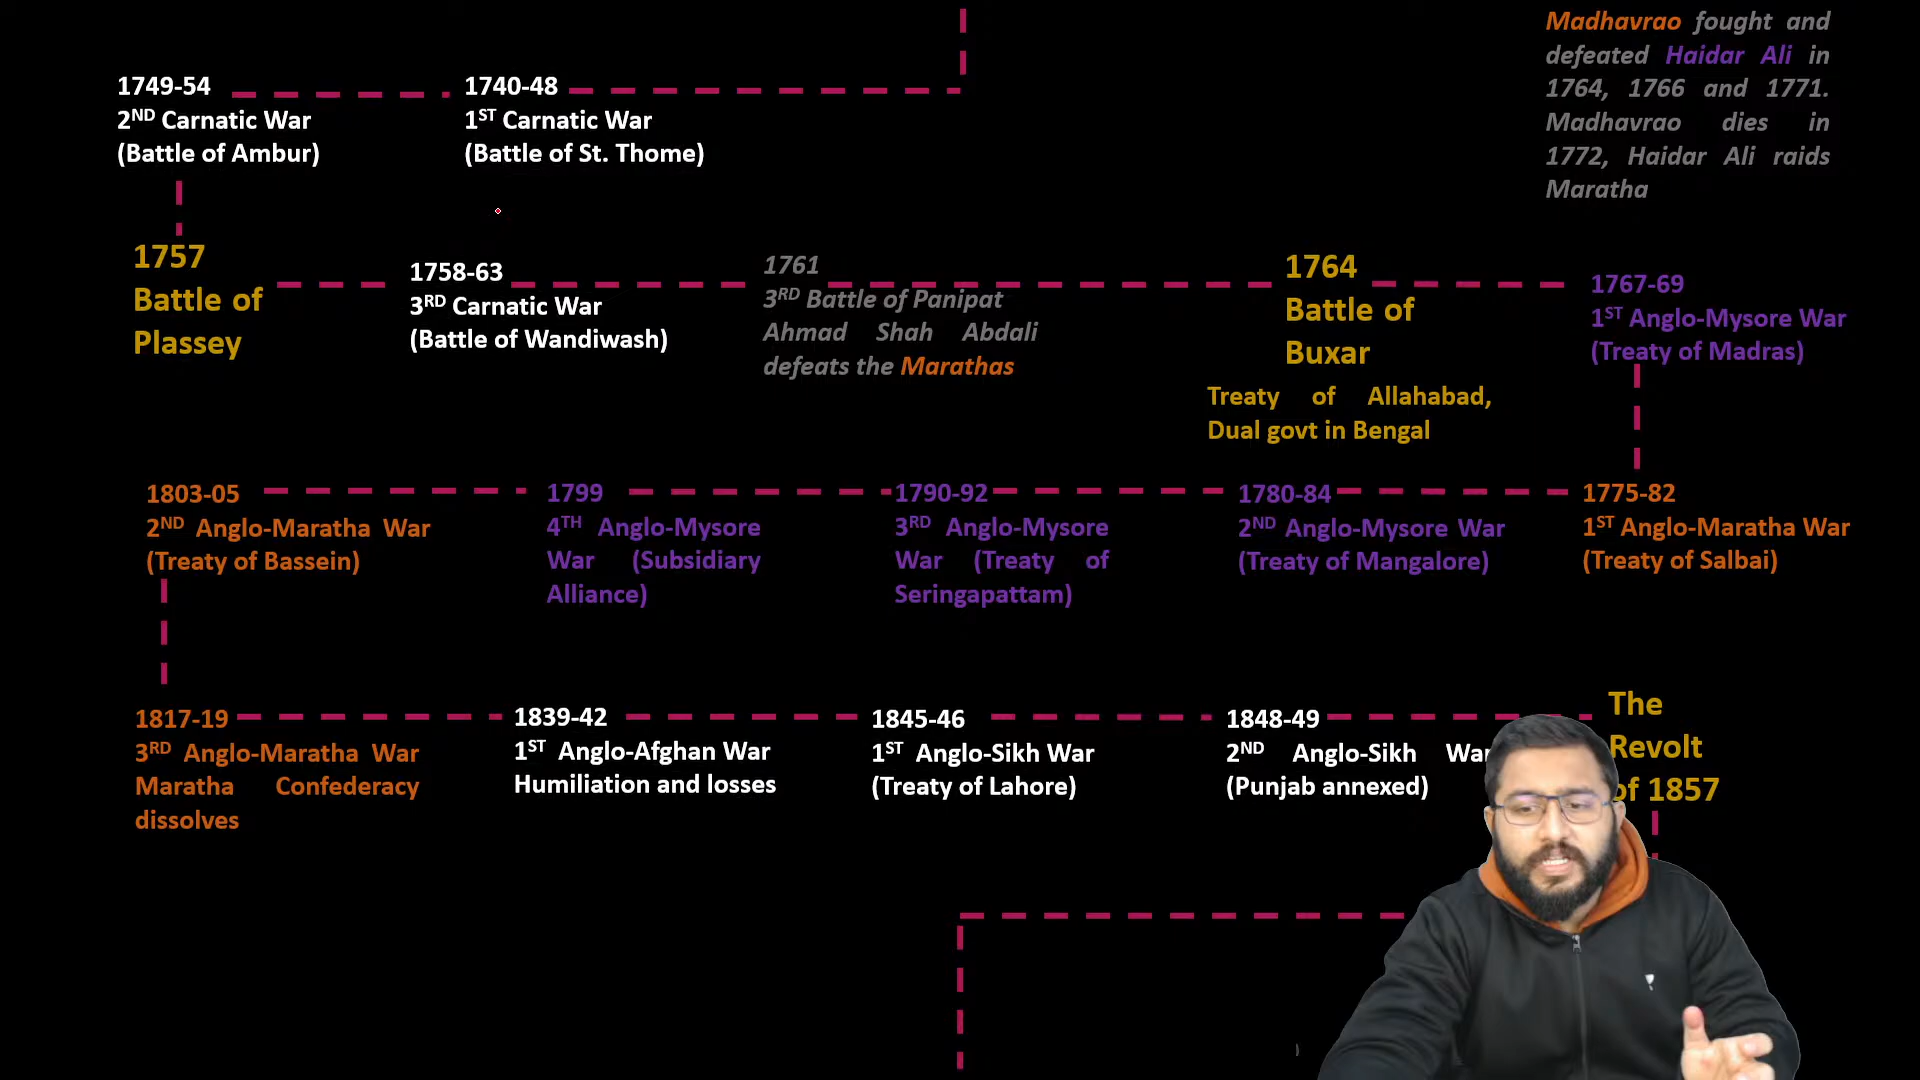 Madhavrao fought and
defeated Haidar Ali in
1764, 1766 and 1771.
Madhavrao dies in
1772, Haidar Ali raids
Maratha
1749-54
2ND Carnatic War
(Battle of Ambur)
1740-48
1ST Carnatic War
(Battle of St. Thome)
1757
Battle of
Plassey
1758-63
3RD Carnatic War
(Battle of Wandiwash)
1761
3RD Battle of Panipat
Ahmad Shah Abdali
defeats the Marathas
1764
Battle of
Buxar
Treaty of Allahabad,
Dual govt in Bengal
1767-69
1ST Anglo-Mysore War
(Treaty of Madras)
1803-05
2ND Anglo-Maratha War
(Treaty of Bassein)
1799
4TH Anglo-Mysore
War (Subsidiary
Alliance)
1790-92
3RD Anglo-Mysore
War (Treaty of
Seringapattam)
1780-84
2ND Anglo-Mysore War
(Treaty of Mangalore)
1775-82
1ST Anglo-Maratha War
(Treaty of Salbai)
1817-19
3RD Anglo-Maratha War
Maratha Confederacy
dissolves
1839-42
1ST Anglo-Afghan War
Humiliation and losses
1845-46
1ST Anglo-Sikh War
(Treaty of Lahore)
1848-49
2ND Anglo-Sikh War
(Punjab annexed)
The
Revolt
of 1857